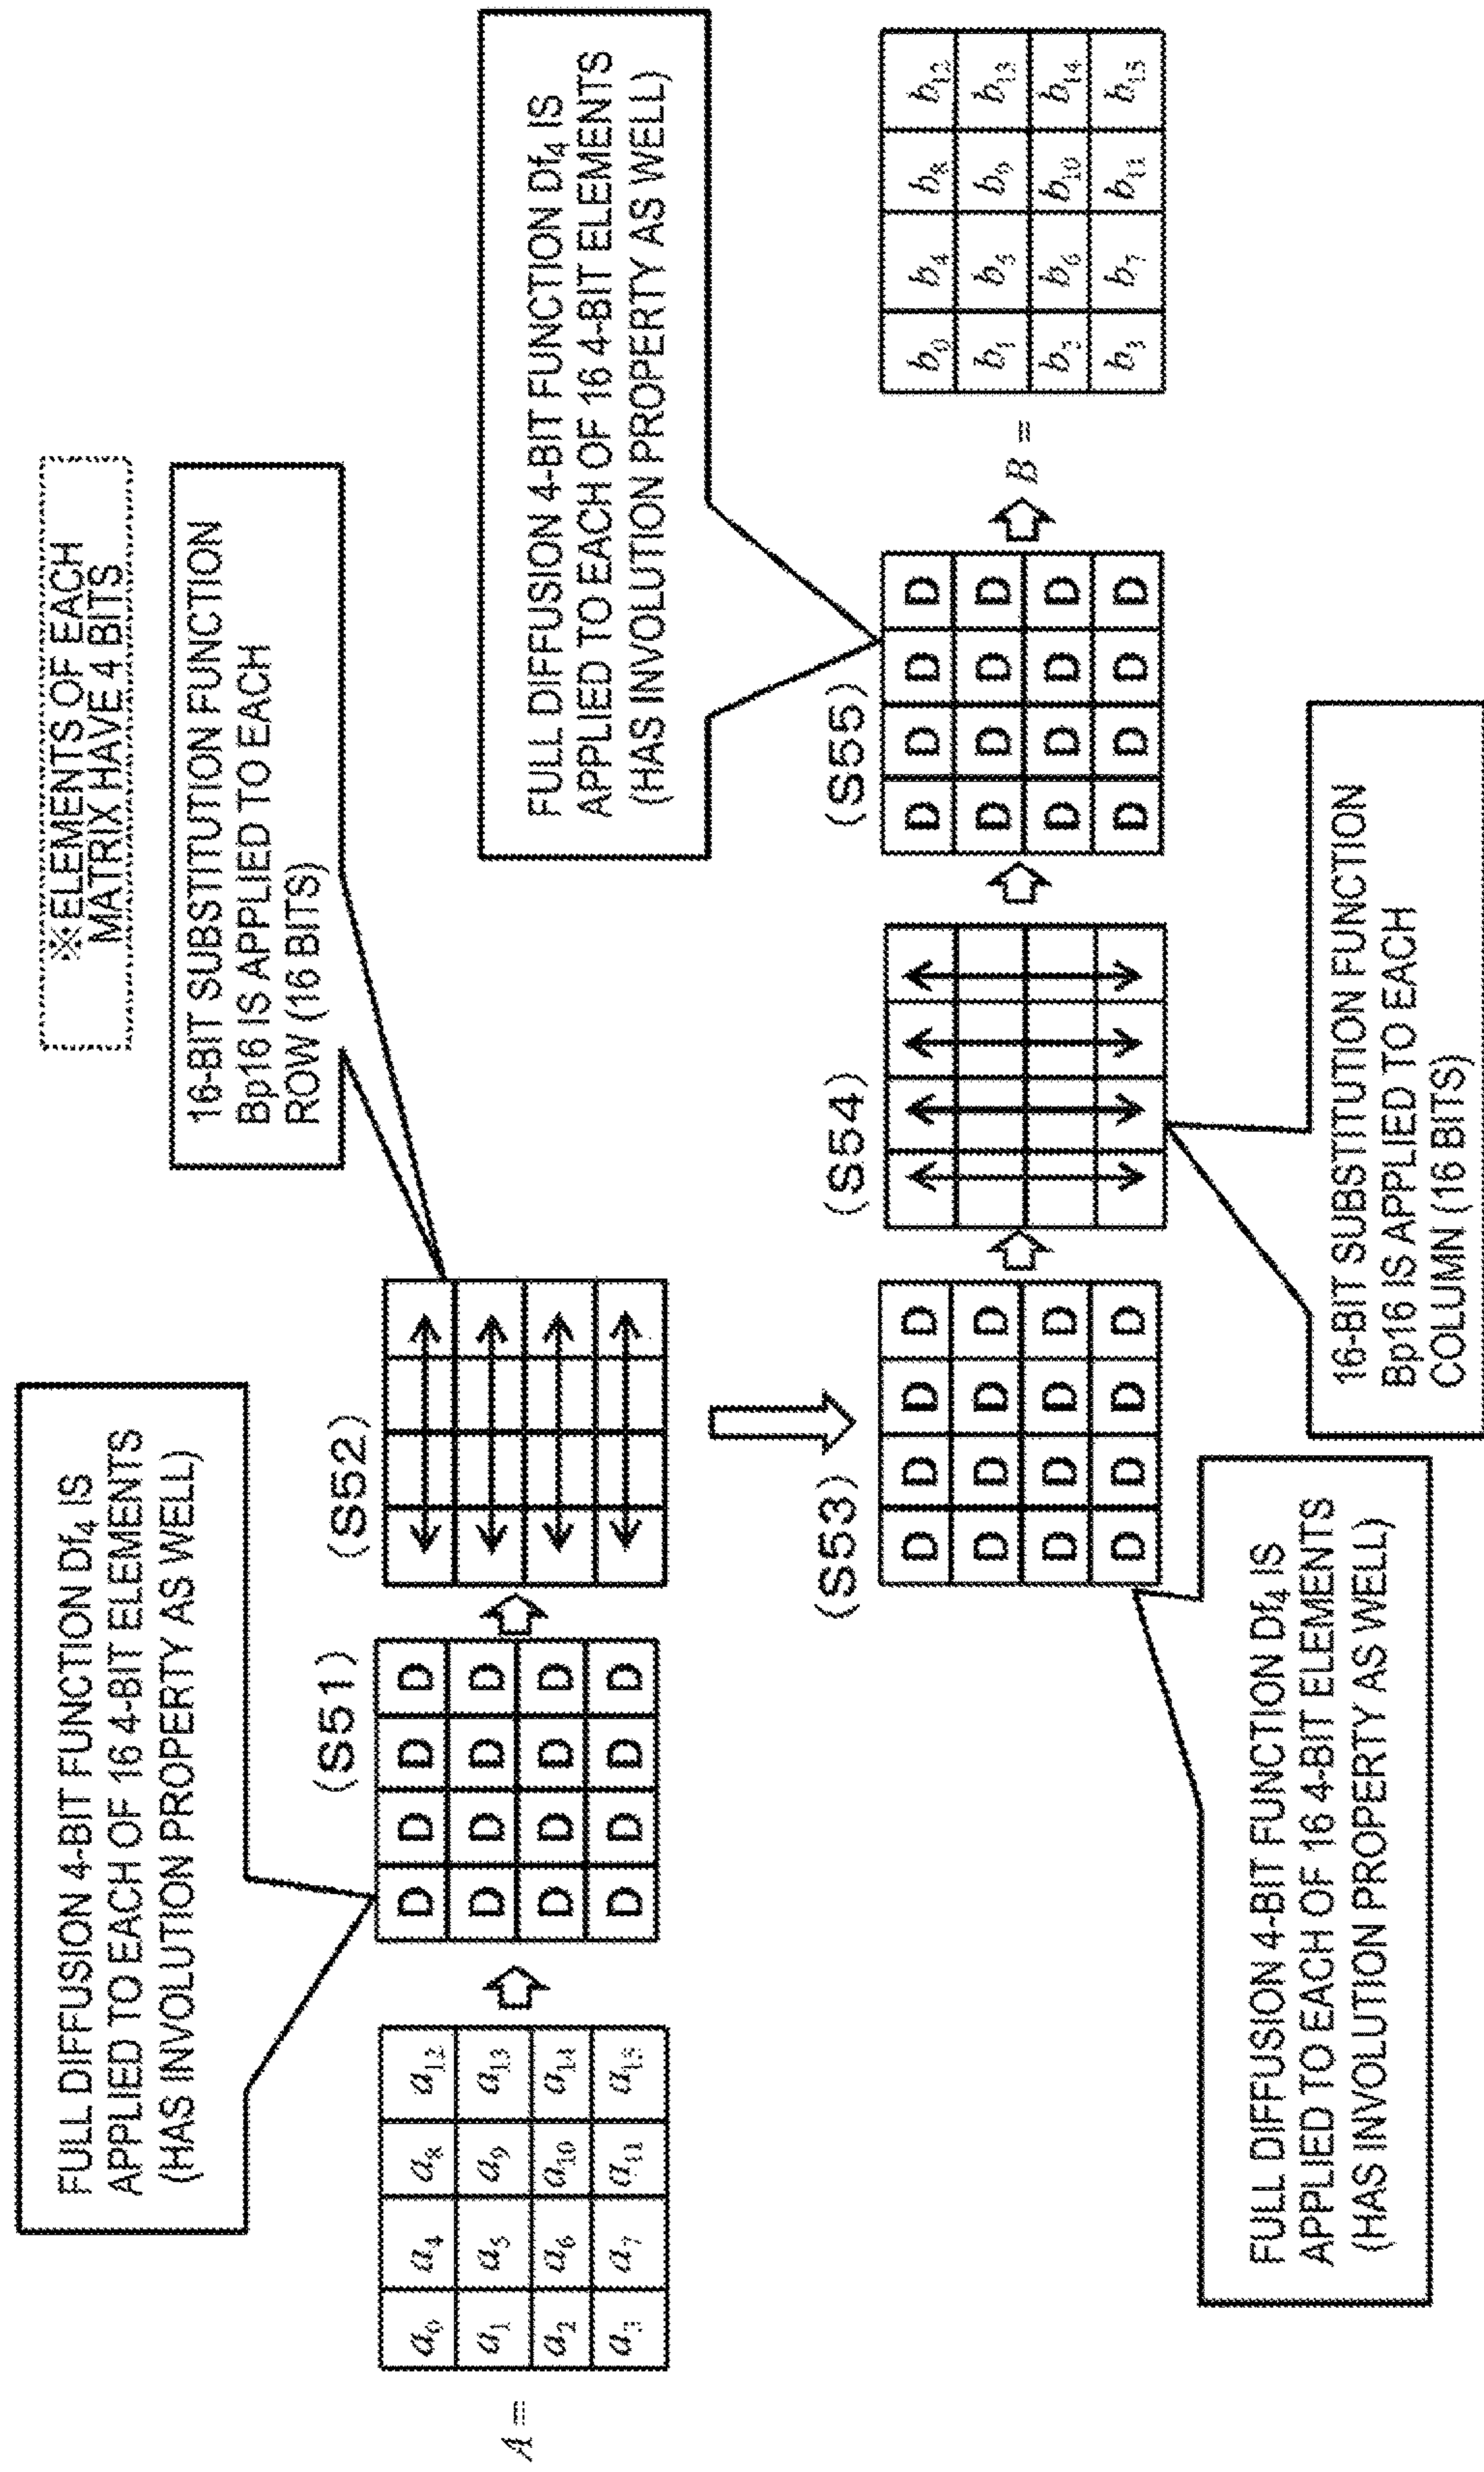 ※ELEMENTS OF EACH
MATRIX HAVE 4 BITS
FULL DIFFUSION 4-BIT FUNCTION Df₄ IS
APPLIED TO EACH OF 16 4-BIT ELEMENTS
(HAS INVOLUTION PROPERTY AS WELL)
16-BIT SUBSTITUTION FUNCTION
Bp16 IS APPLIED TO EACH
ROW (16 BITS)
(S51)
(S52)
A =
a₀ a₄ a₈ a₁₂
a₁ a₅ a₉ a₁₃
a₂ a₆ a₁₀ a₁₄
a₃ a₇ a₁₁ a₁₅
D D D D
D D D D
D D D D
D D D D
FULL DIFFUSION 4-BIT FUNCTION Df₄ IS
APPLIED TO EACH OF 16 4-BIT ELEMENTS
(HAS INVOLUTION PROPERTY AS WELL)
(S53)
(S54)
(S55)
D D D D
D D D D
D D D D
D D D D
D D D D
D D D D
D D D D
D D D D
B =
b₀ b₄ b₈ b₁₂
b₁ b₅ b₉ b₁₃
b₂ b₆ b₁₀ b₁₄
b₃ b₇ b₁₁ b₁₅
FULL DIFFUSION 4-BIT FUNCTION Df₄ IS
APPLIED TO EACH OF 16 4-BIT ELEMENTS
(HAS INVOLUTION PROPERTY AS WELL)
16-BIT SUBSTITUTION FUNCTION
Bp16 IS APPLIED TO EACH
COLUMN (16 BITS)